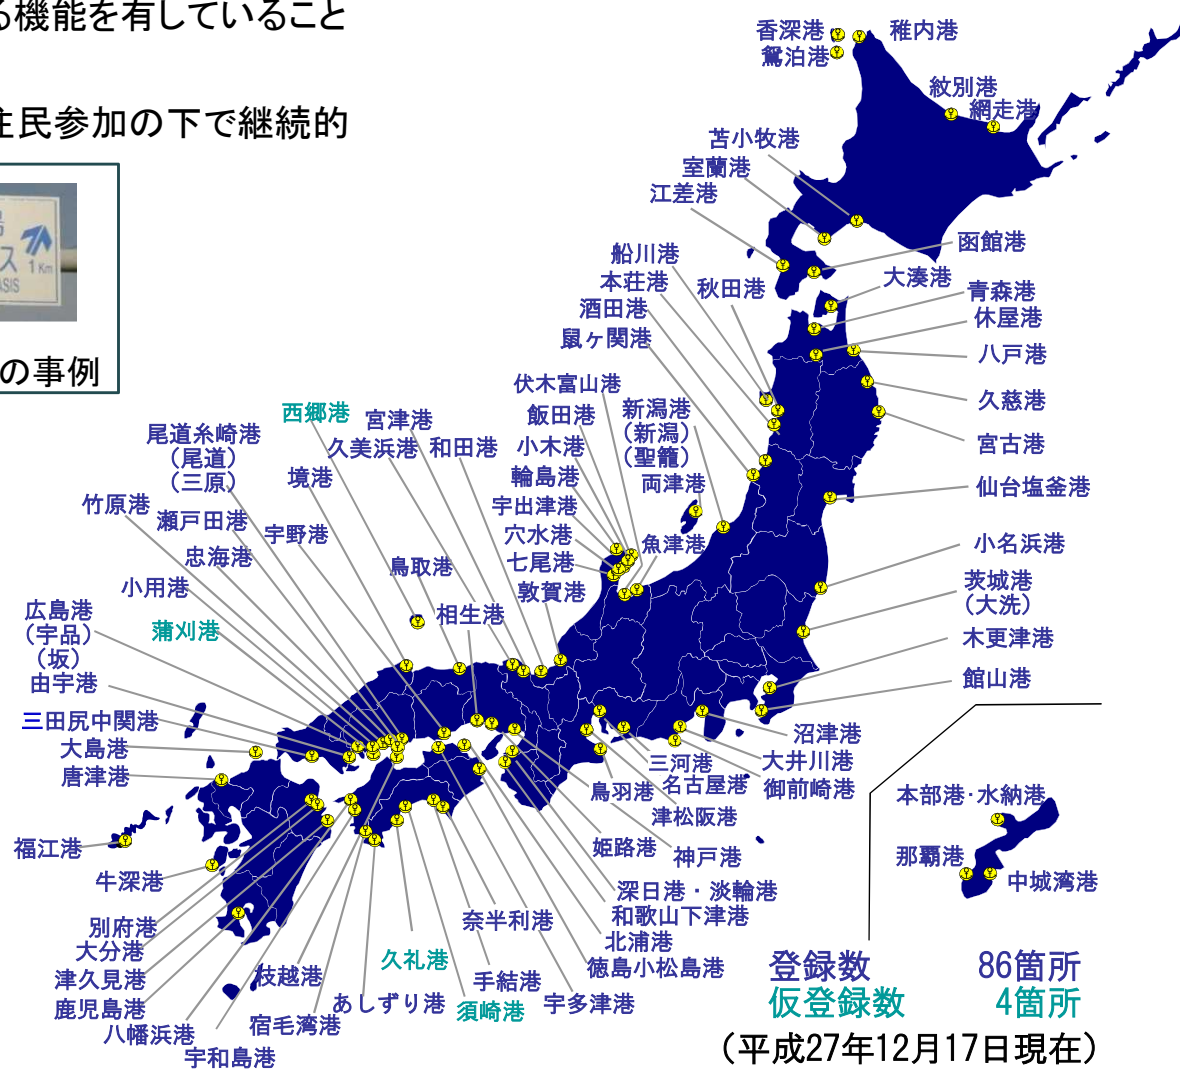 る機能を有していること
住民参加の下で継続的
ス
1Km
ASIS
の事例
香深港
稚内港
鴛泊港
紋別港
網走港
苫小牧港
室蘭港
江差港
函館港
船川港
大湊港
本荘港
秋田港
青森港
酒田港
休屋港
鼠ヶ関港
八戸港
伏木富山港
久慈港
西郷港
宮津港
飯田港
新潟港
（新潟）
（聖籠）
尾道糸崎港
（尾道）
（三原）
久美浜港
和田港
小木港
宮古港
境港
輪島港
両津港
仙台塩釜港
竹原港
瀬戸田港
宇野港
宇出津港
忠海港
穴水港
魚津港
小名浜港
鳥取港
七尾港
小用港
敦賀港
茨城港
（大洗）
広島港
（宇品）
（坂）
蒲刈港
相生港
木更津港
由宇港
館山港
三田尻中関港
沼津港
大島港
三河港
大井川港
唐津港
鳥羽港
名古屋港
御前崎港
津松阪港
本部港・水納港
福江港
姫路港
神戸港
那覇港
牛深港
深日港・淡輪港
中城湾港
別府港
奈半利港
和歌山下津港
大分港
久礼港
北浦港
津久見港
枝越港
手結港
徳島小松島港
鹿児島港
あしずり港
須崎港
宇多津港
八幡浜港
宿毛湾港
宇和島港
登録数 86箇所
仮登録数 4箇所
（平成27年12月17日現在）